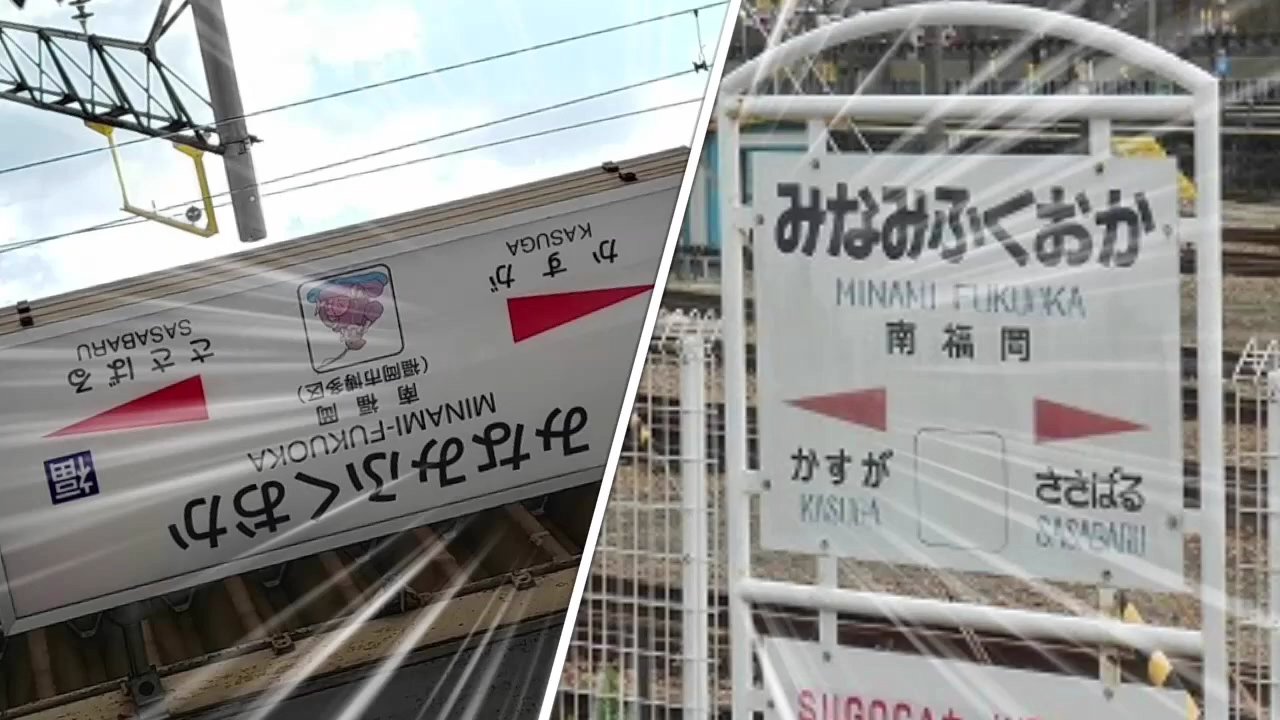 みなみふくおか
MINAMI-FUKUOKA
南福岡
(福岡市博多区)
かすが
KASUGA
ささばる
SASABARU
福
みなみふくおか
MINAMI FUKUOKA
南福岡
かすが
KASUGA
ささばる
SASABARU
SUGOCA